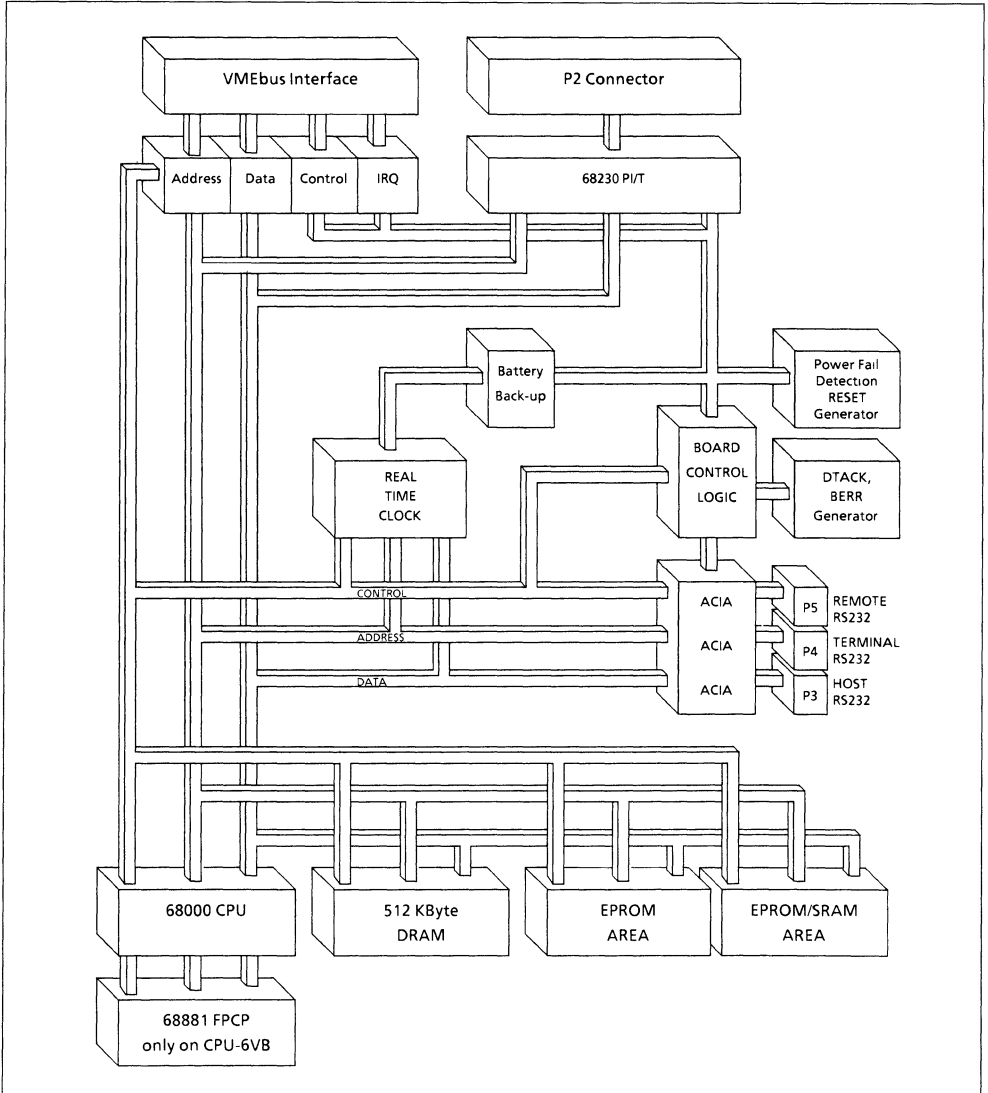 VMEbus Interface
P2 Connector
Address
Data
Control
IRQ
68230 PI/T
Battery
Back-up
Power Fail
Detection
RESET
Generator
REAL
TIME
CLOCK
BOARD
CONTROL
LOGIC
DTACK,
BERR
Generator
CONTROL
ADDRESS
DATA
ACIA
ACIA
ACIA
P5
REMOTE
RS232
P4
TERMINAL
RS232
P3
HOST
RS232
68000 CPU
512 KByte
DRAM
EPROM
AREA
EPROM/SRAM
AREA
68881 FPCP
only on CPU-6VB